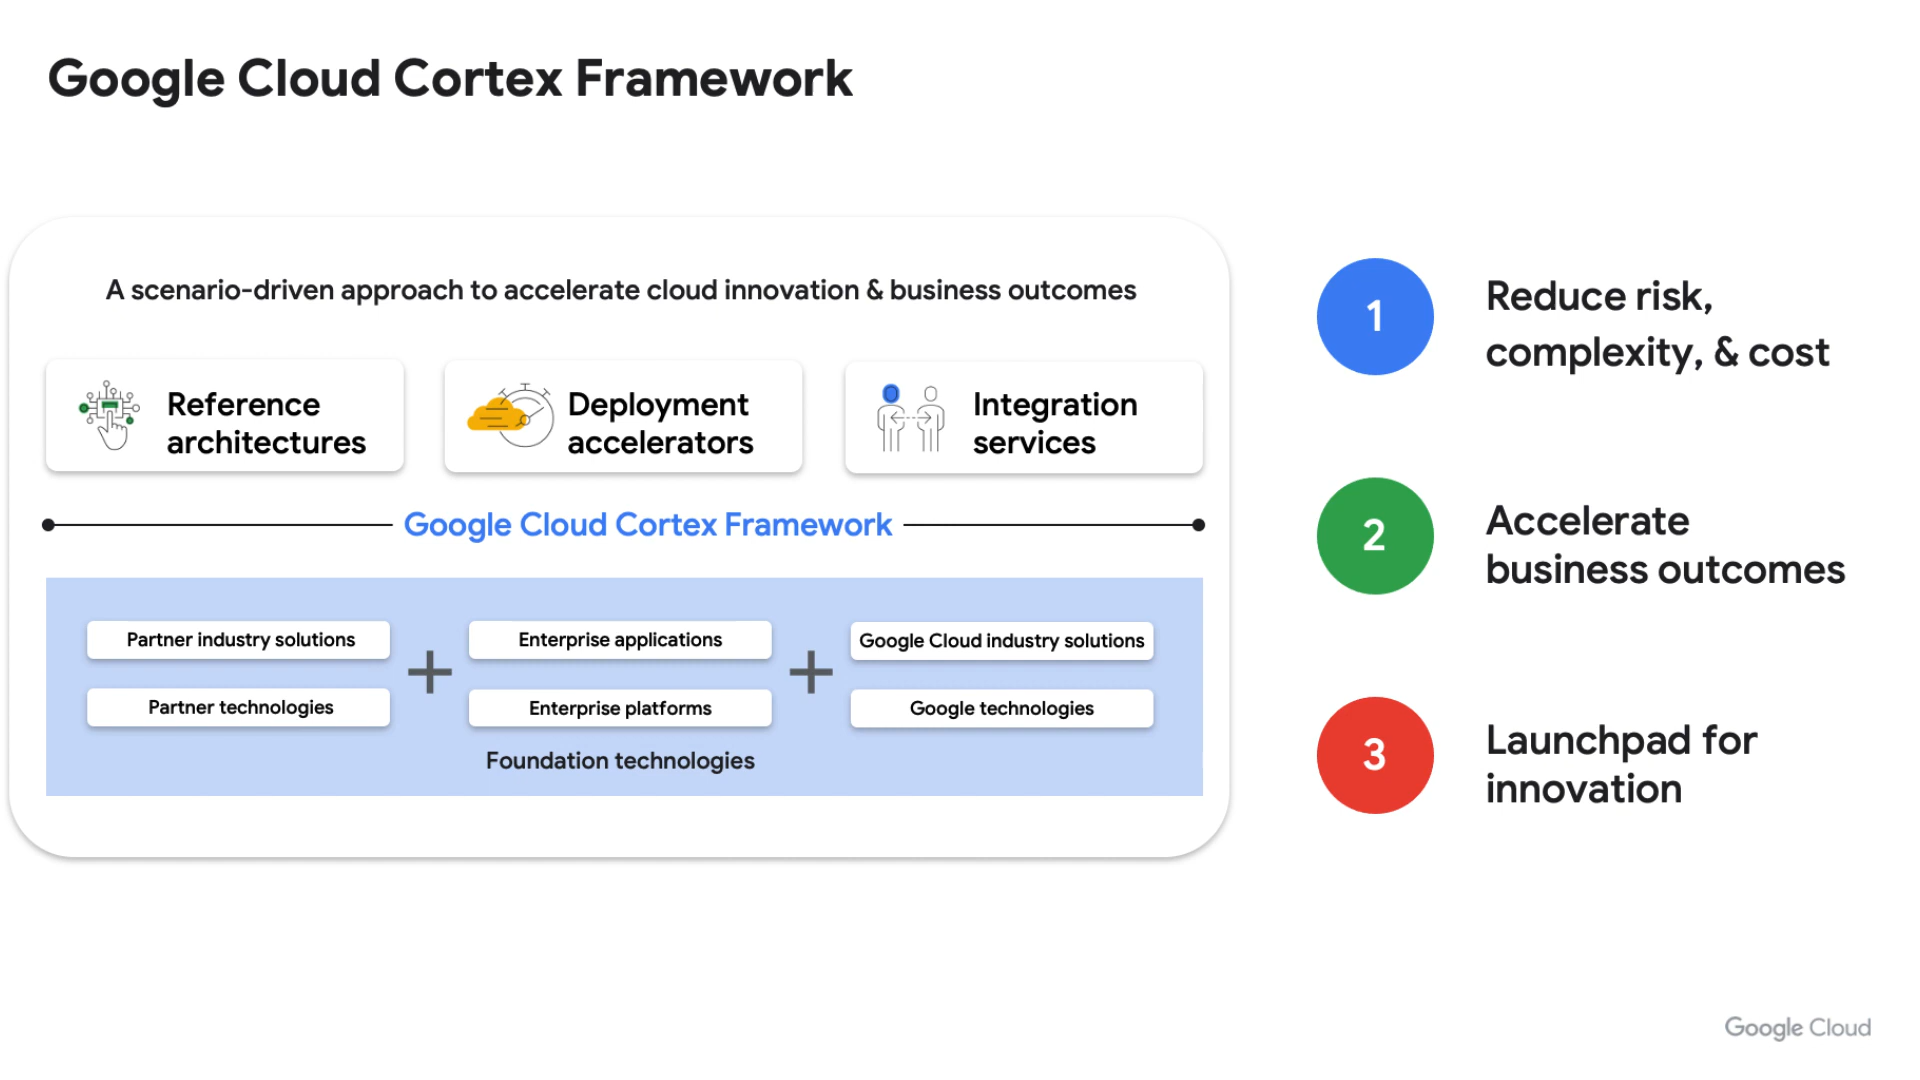 Google Cloud Cortex Framework
A scenario-driven approach to accelerate cloud innovation & business outcomes
Reference
architectures
Deployment
accelerators
Integration
services
Google Cloud Cortex Framework
Partner industry solutions
Partner technologies
+
Enterprise applications
Enterprise platforms
+
Google Cloud industry solutions
Google technologies
Foundation technologies
1
Reduce risk,
complexity, & cost
2
Accelerate
business outcomes
3
Launchpad for
innovation
Google Cloud